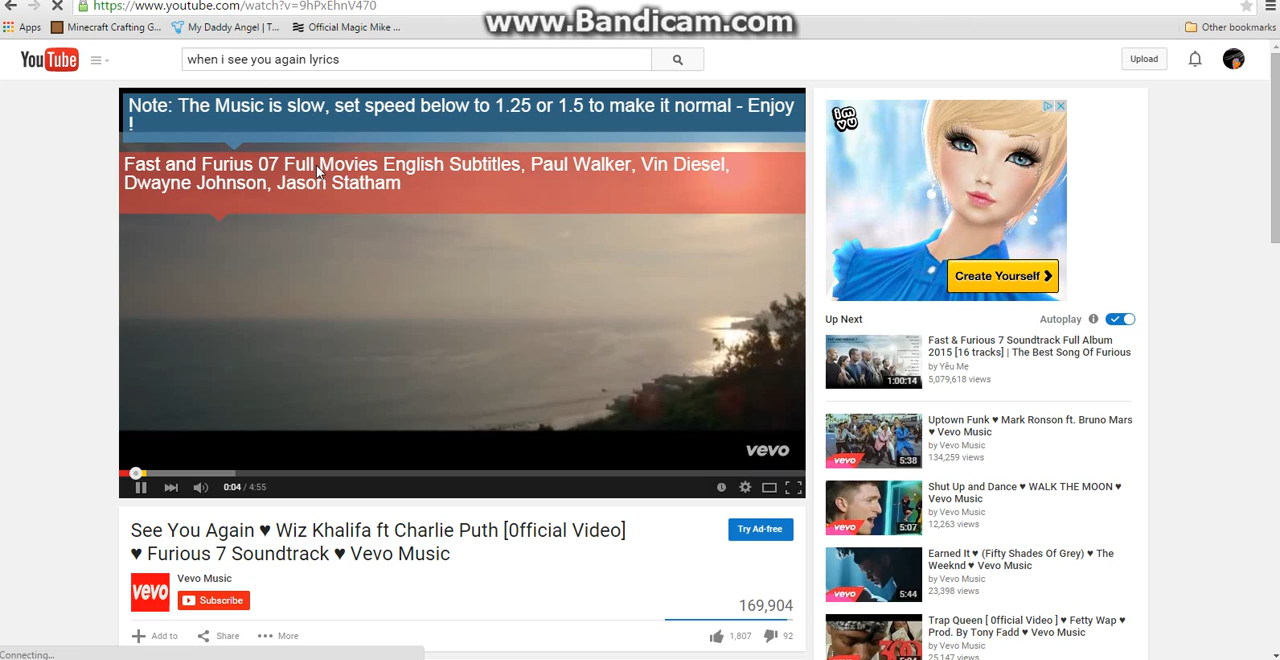 https://www.youtube.com/watch?v=9hPxEhnV470
www.Bandicam.com
Apps
Minecraft Crafting G...
My Daddy Angel | T...
Official Magic Mike ...
Other bookmarks
YouTube
when i see you again lyrics
Upload
Note: The Music is slow, set speed below to 1.25 or 1.5 to make it normal - Enjoy
!
Fast and Furius 07 Full Movies English Subtitles, Paul Walker, Vin Diesel,
Dwayne Johnson, Jason Statham
vevo
0:04 / 4:55
See You Again ♥ Wiz Khalifa ft Charlie Puth [0fficial Video]
♥ Furious 7 Soundtrack ♥ Vevo Music
Try Ad-free
vevo
Vevo Music
Subscribe
169,904
Add to
Share
More
1,807
92
Create Yourself
Up Next
Autoplay
Fast & Furious 7 Soundtrack Full Album
2015 [16 tracks] | The Best Song Of Furious
by Yêu Mẹ
5,079,618 views
1:00:14
Uptown Funk ♥ Mark Ronson ft. Bruno Mars
♥ Vevo Music
by Vevo Music
134,259 views
vevo
5:38
Shut Up and Dance ♥ WALK THE MOON ♥
Vevo Music
by Vevo Music
12,263 views
vevo
5:07
Earned It ♥ (Fifty Shades Of Grey) ♥ The
Weeknd ♥ Vevo Music
by Vevo Music
23,398 views
vevo
5:44
Trap Queen [ 0fficial Video ] ♥ Fetty Wap ♥
Prod. By Tony Fadd ♥ Vevo Music
by Vevo Music
25,147 views
Connecting...